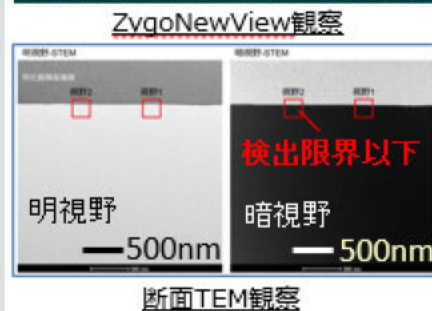 ZygoNewView観察
明視野-STEM
暗視野-STEM
視野2
視野1
視野2
視野1
検出限界以下
明視野
暗視野
500nm
500nm
断面TEM観察